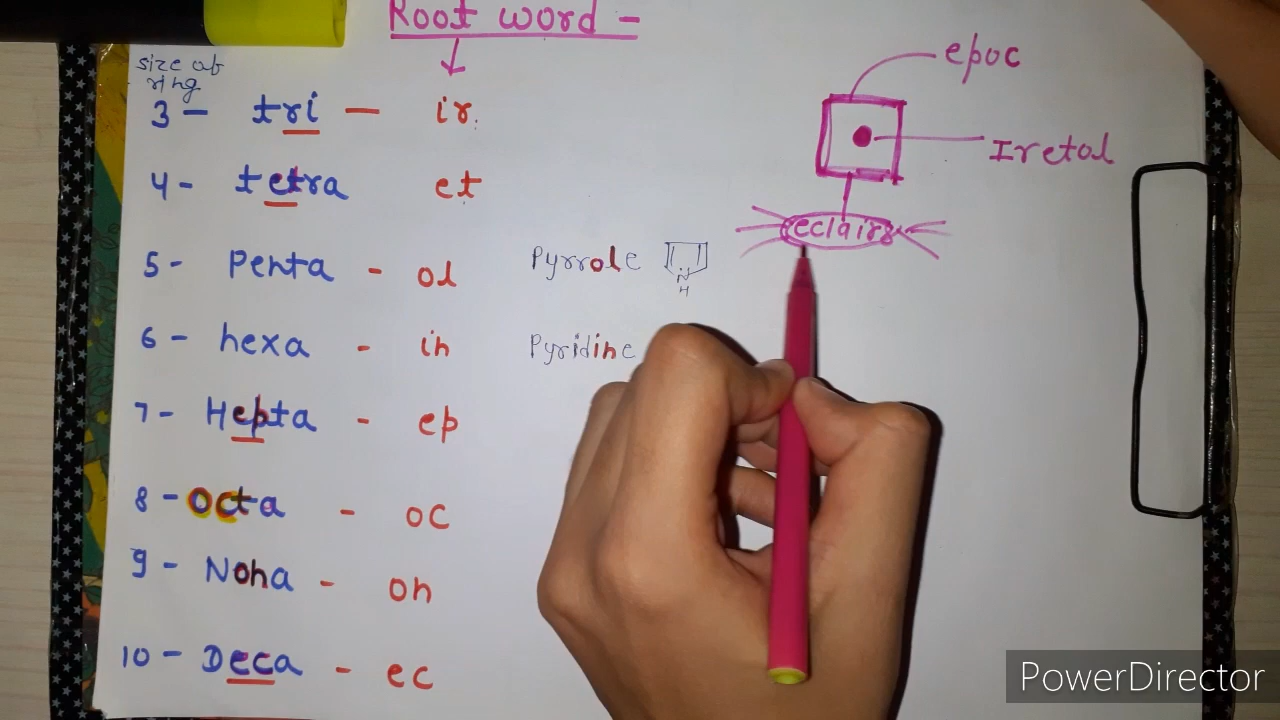 Root word -
size of ring
3 - tri - ir.
4 - tetra et
5 - Penta - ol
Pyrrole
N
H
6 - hexa - in
Pyridine
7 - Hepta - ep
8 - octa - oc
9 - Nona - on
10 - Deca - ec
epoc
Iretol
eclairs
PowerDirector